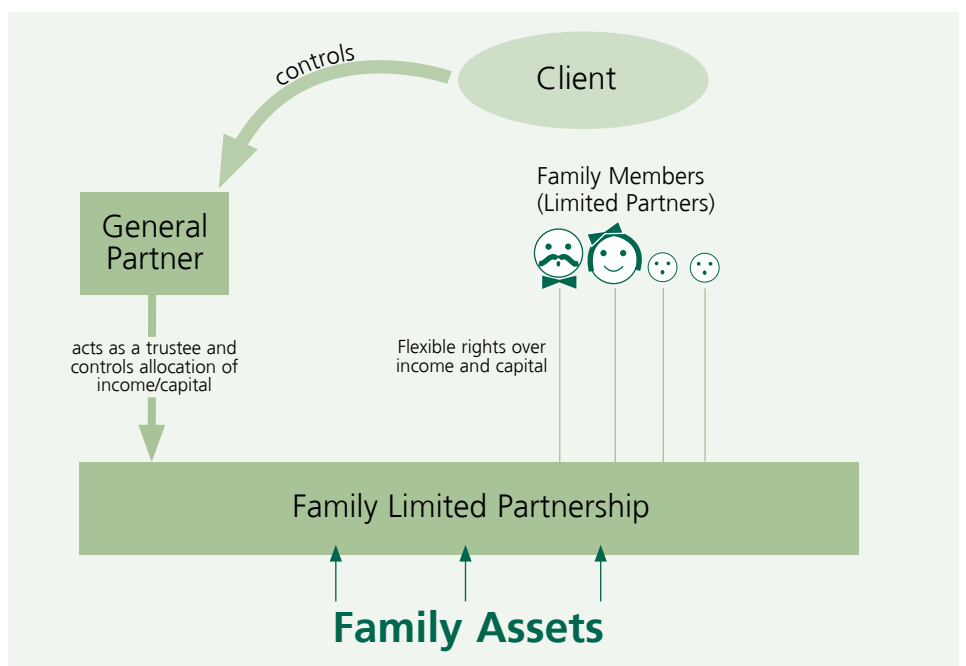 controls
Client
Family Members
(Limited Partners)
General
Partner
acts as a trustee and
controls allocation of
income/capital
Flexible rights over
income and capital
Family Limited Partnership
Family Assets